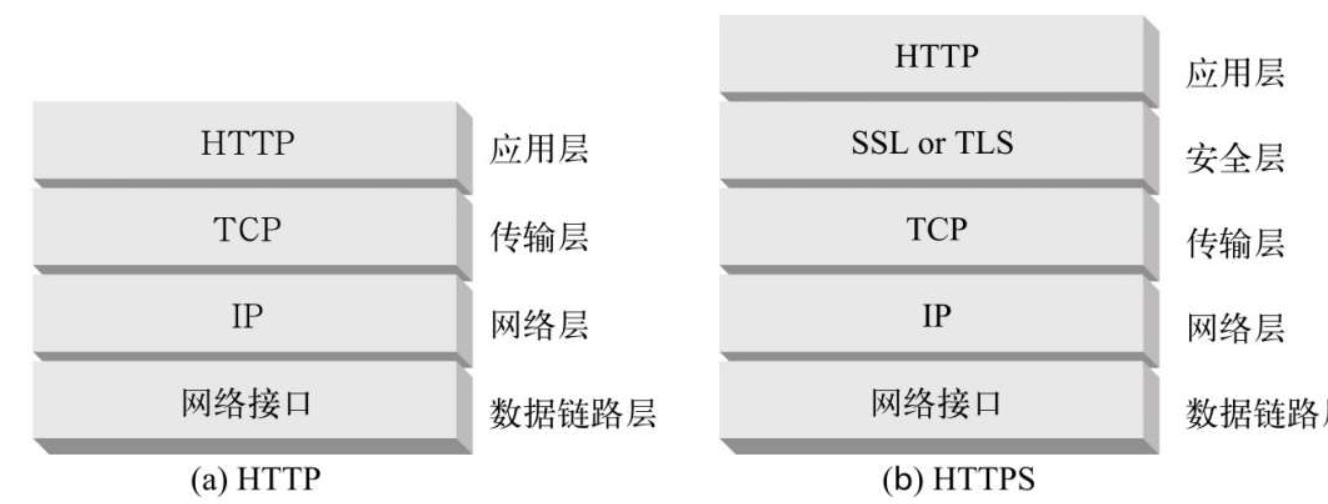 HTTP 应用层
TCP 传输层
IP 网络层
网络接口 数据链路层
(a) HTTP
HTTP 应用层
SSL or TLS 安全层
TCP 传输层
IP 网络层
网络接口 数据链路
(b) HTTPS